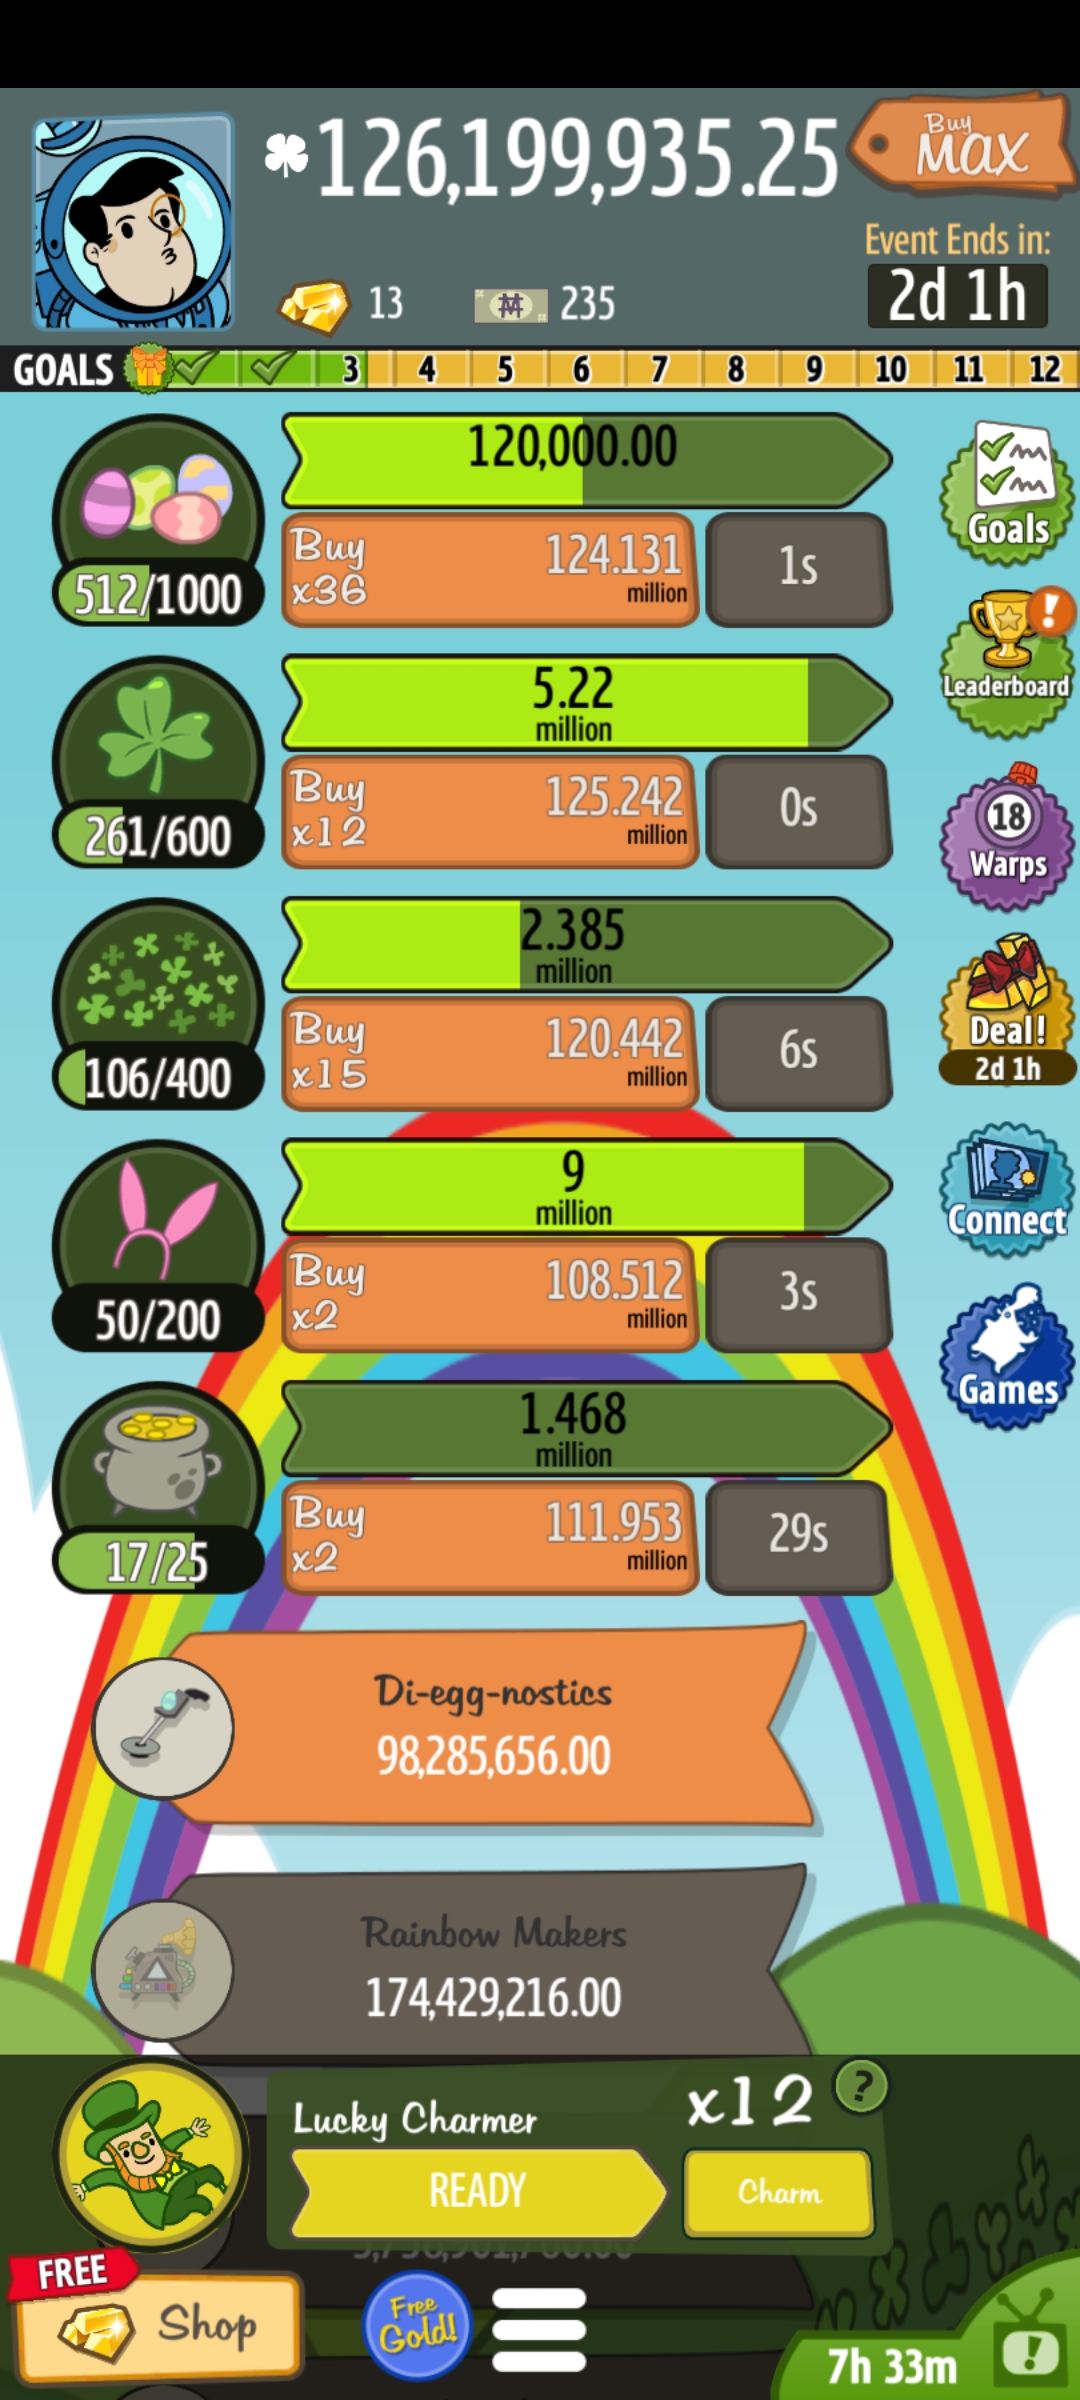 126,199,935.25
Buy
MAX
13
235
Event Ends in:
2d 1h
GOALS 3 4 5 6 7 8 9 10 11 12
120,000.00
Buy
x36
124.131
million
1s
512/1000
Goals
5.22
million
Buy
x12
125.242
million
0s
261/600
Leaderboard
!
18
Warps
2.385
million
Buy
x15
120.442
million
6s
106/400
Deal!
2d 1h
9
million
Buy
x2
108.512
million
3s
50/200
Connect
Games
1.468
million
Buy
x2
111.953
million
29s
17/25
Di-egg-nostics
98,285,656.00
Rainbow Makers
174,429,216.00
Lucky Charmer
x12
?
READY
Charm
FREE
Shop
Free
Gold!
7h 33m
!